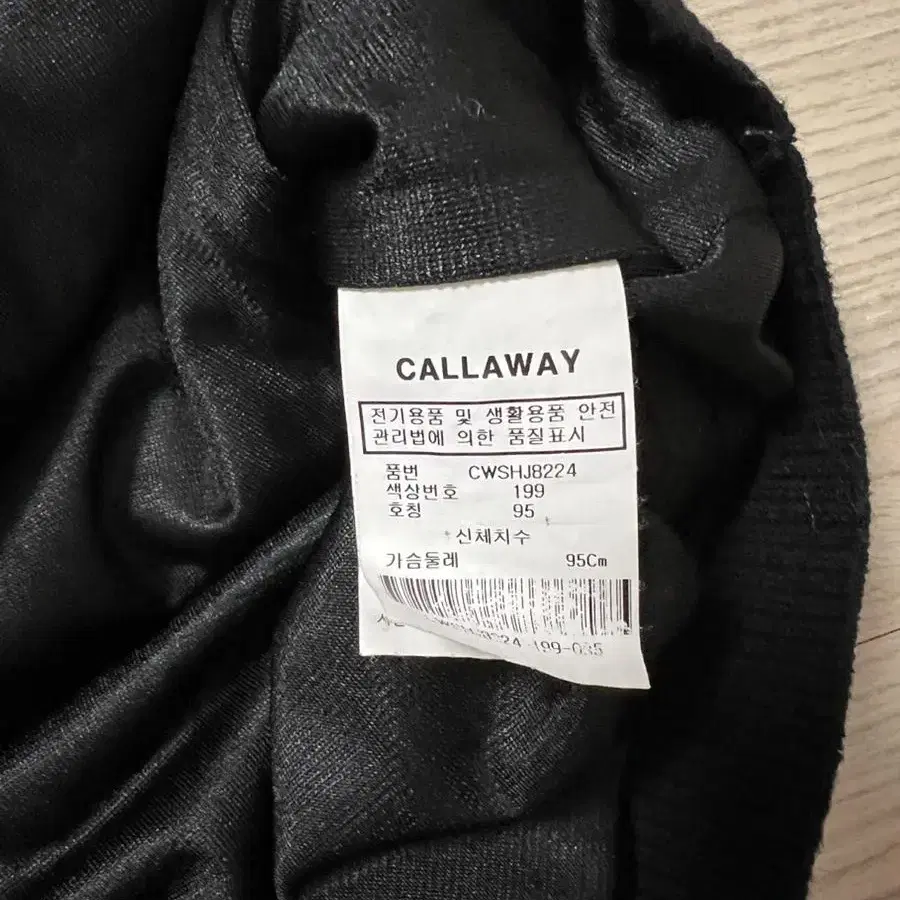 CALLAWAY
전기용품 및 생활용품 안전
관리법에 의한 품질표시
품번 CWSHJ8224
색상번호 199
호칭 95
신체치수
가슴둘레 95Cm